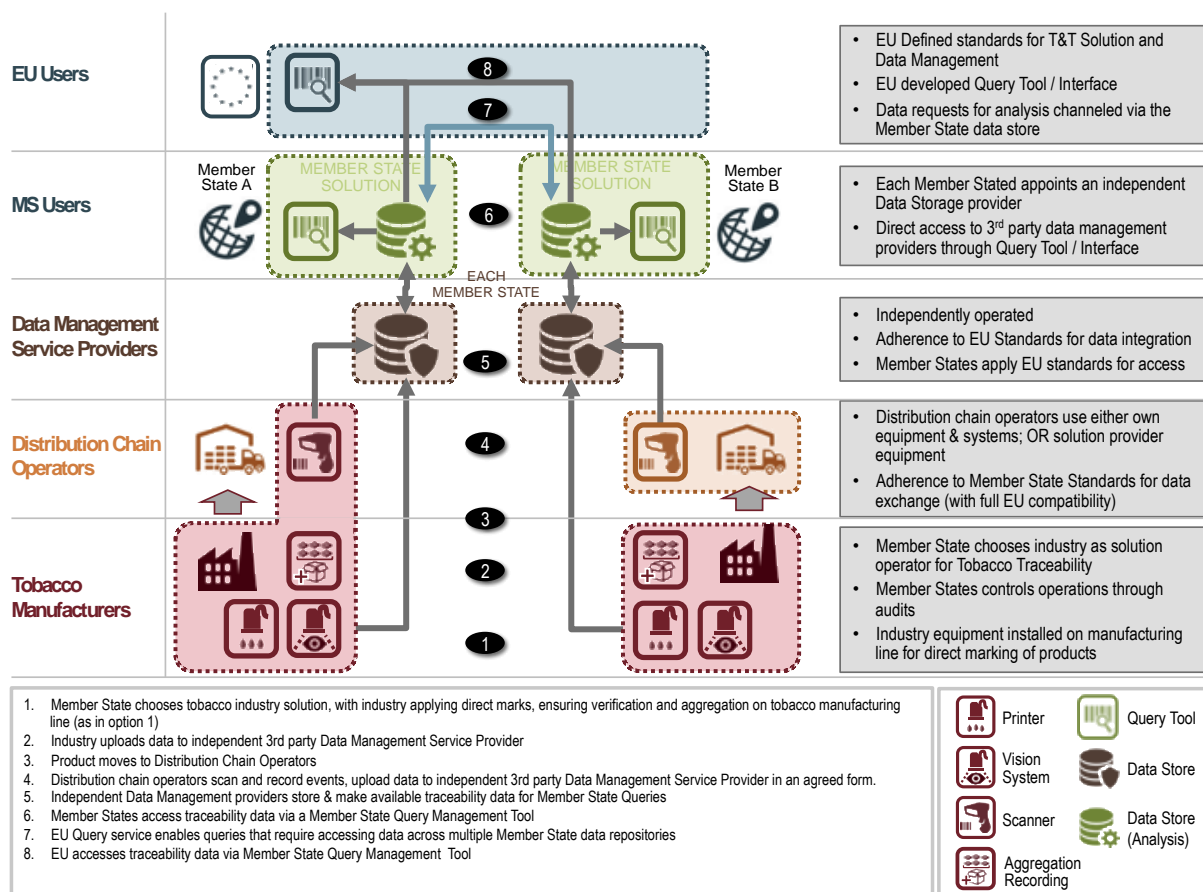 EU Users
8
7
• EU Defined standards for T&T Solution and
Data Management
• EU developed Query Tool / Interface
• Data requests for analysis channeled via the
Member State data store
MS Users
Member
State A
MEMBER STATE
SOLUTION
6
MEMBER STATE
SOLUTION
Member
State B
• Each Member Stated appoints an independent
Data Storage provider
• Direct access to 3rd party data management
providers through Query Tool / Interface
EACH
MEMBER STATE
Data Management
Service Providers
5
• Independently operated
• Adherence to EU Standards for data integration
• Member States apply EU standards for access
Distribution Chain
Operators
4
3
• Distribution chain operators use either own
equipment & systems; OR solution provider
equipment
• Adherence to Member State Standards for data
exchange (with full EU compatibility)
Tobacco
Manufacturers
2
1
• Member State chooses industry as solution
operator for Tobacco Traceability
• Member States controls operations through
audits
• Industry equipment installed on manufacturing
line for direct marking of products
1. Member State chooses tobacco industry solution, with industry applying direct marks, ensuring verification and aggregation on tobacco manufacturing
line (as in option 1)
2. Industry uploads data to independent 3rd party Data Management Service Provider
3. Product moves to Distribution Chain Operators
4. Distribution chain operators scan and record events, upload data to independent 3rd party Data Management Service Provider in an agreed form.
5. Independent Data Management providers store & make available traceability data for Member State Queries
6. Member States access traceability data via a Member State Query Management Tool
7. EU Query service enables queries that require accessing data across multiple Member State data repositories
8. EU accesses traceability data via Member State Query Management Tool
Printer
Query Tool
Vision
System
Data Store
Scanner
Data Store
(Analysis)
Aggregation
Recording